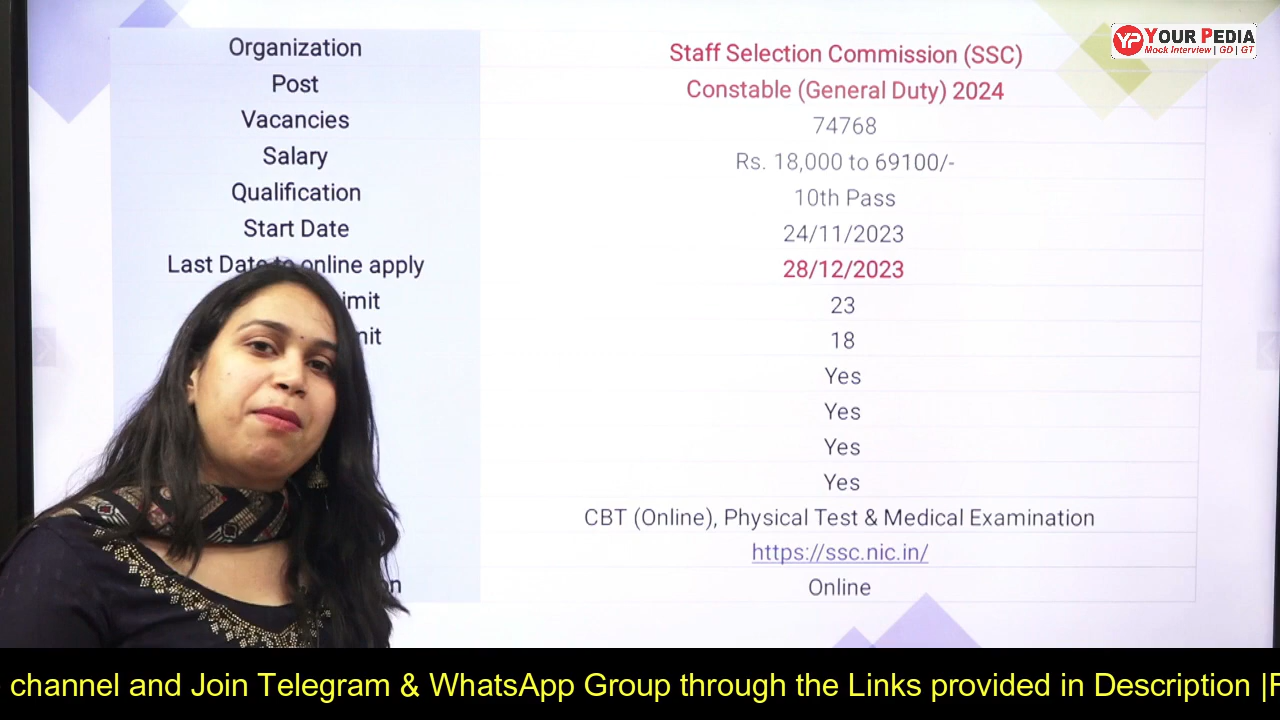 YP YOUR PEDIA
Mock Interview | GD | GT
Organization Staff Selection Commission (SSC)
Post Constable (General Duty) 2024
Vacancies 74768
Salary Rs. 18,000 to 69100/-
Qualification 10th Pass
Start Date 24/11/2023
Last Date to online apply 28/12/2023
imit 23
nit 18
Yes
Yes
Yes
Yes
CBT (Online), Physical Test & Medical Examination
https://ssc.nic.in/
on Online
channel and Join Telegram & WhatsApp Group through the Links provided in Description |F